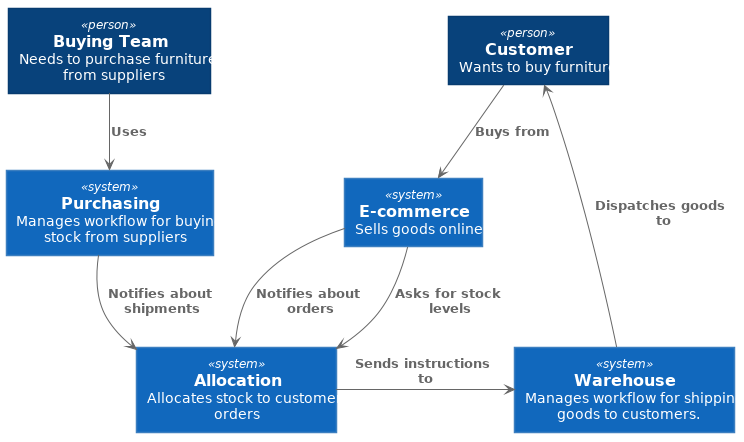 «person»
Buying Team
Needs to purchase furniture
from suppliers
«person»
Customer
Wants to buy furniture
Uses
Buys from
«system»
Purchasing
Manages workflow for buyin
stock from suppliers
«system»
E-commerce
Sells goods online
Dispatches goods
to
Notifies about
shipments
Notifies about
orders
Asks for stock
levels
«system»
Allocation
Allocates stock to custome
orders
Sends instructions
to
«system»
Warehouse
Manages workflow for shippin
goods to customers.